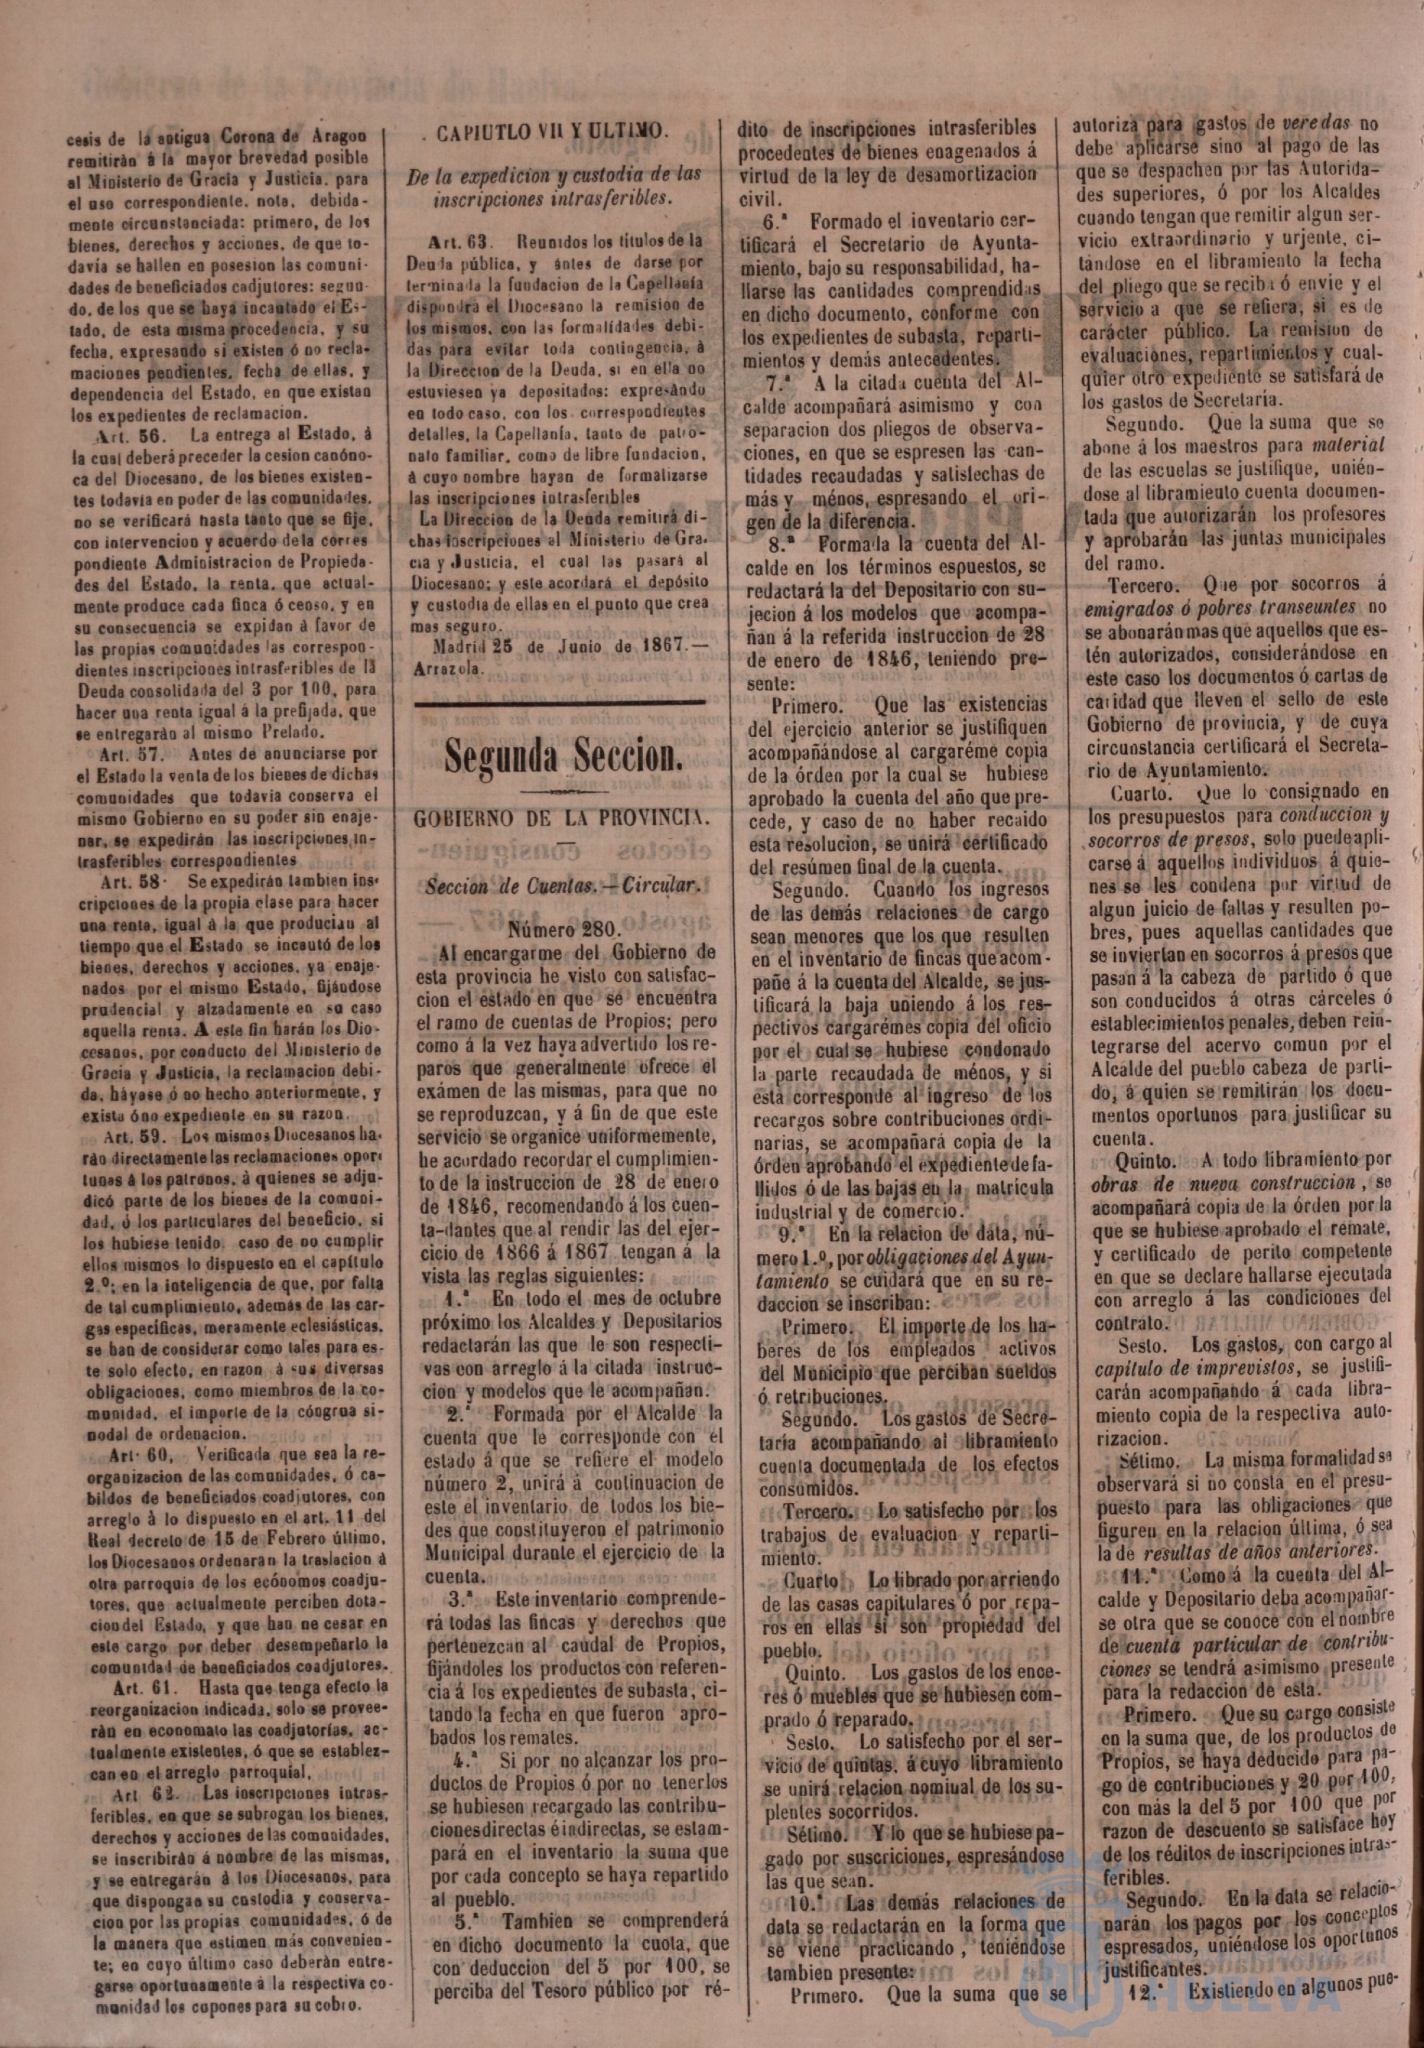 cesis de la antigua Corona de Aragon
remitirán á la mayor brevedad posible
al Ministerio de Gracia y Justicia, para
el uso correspondiente, nota, debida-
mente circunstanciada: primero, de los
bienes, derechos y acciones, de que to-
davía se hallen en posesion las comuni-
dades de beneficiados cadjutores: segun-
do, de los que se haya incautado el Es-
tado, de esta misma procedencia, y su
fecha, expresando si existen ó no recla-
maciones pendientes, fecha de ellas, y
dependencia del Estado, en que existan
los expedientes de reclamacion.
Art. 56. La entrega al Estado, á
la cual deberá preceder la cesion canóno-
ca del Diocesano, de los bienes existen-
tes todavia en poder de las comunidades,
no se verificará hasta tanto que se fije,
con intervencion y acuerdo dela corres
pondiente Administracion de Propieda-
des del Estado, la renta, que actual-
mente produce cada finca ó censo, y en
su consecuencia se expidan á favor de
las propias comunidades las correspon-
dientes inscripciones intrasferibles de la
Deuda consolidada del 3 por 100, para
hacer una renta igual á la prefijada, que
se entregarán al mismo Prelado.
Art. 57. Antes de anunciarse por
el Estado la venta de los bienes de dichas
comunidades que todavia conserva el
mismo Gobierno en su poder sin enaje-
nar, se expedirán las inscripciones in-
trasferibles correspondientes
Art. 58· Se expedirán tambien ins-
cripciones de la propia clase para hacer
una renta, igual á la que producian al
tiempo que el Estado se incautó de los
bienes, derechos y acciones, ya enaje-
nados por el mismo Estado, fijándose
prudencial y alzadamente en su caso
aquella renta. A este fin harán los Dio-
cesanos, por conducto del Ministerio de
Gracia y Justicia, la reclamacion debi-
da, háyase ó no hecho anteriormente, y
exista óno expediente en su razon.
Art. 59. Los mismos Diocesanos ha-
rán directamente las reclamaciones opor-
tunas á los patronos, á quienes se adju-
dicó parte de los bienes de la comuni-
dad, ó los particulares del beneficio, si
los hubiese tenido, caso de no cumplir
ellos mismos lo dispuesto en el capítulo
2.º; en la inteligencia de que, por falta
de tal cumplimiento, además de las car-
gas específicas, meramente eclesiásticas,
se han de considerar como tales para es-
te solo efecto, en razon á sus diversas
obligaciones, como miembros de la co-
munidad, el importe de la cóngrua si-
nodal de ordenacion.
Art· 60, Verificada que sea la re-
organizacion de las comunidades, ó ca-
bildos de beneficiados coadjutores, con
arreglo á lo dispuesto en el art. 11 del
Real decreto de 15 de Febrero último,
los Diocesanos ordenaran la traslacion á
otra parroquia de los ecónomos coadju-
tores, que actualmente perciben dota-
ciondel Estado, y que han ne cesar en
este cargo por deber desempeñarlo la
comunidad de beneficiados coadjutores.
Art. 61. Hasta que tenga efecto la
reorganizacion indicada, solo se provee-
rán en economato las coadjutorías, ac-
tualmente existentes, ó que se establez-
can en el arreglo parroquial,
Art 62. Las inscripciones intras-
feribles, en que se subrogan los bienes,
derechos y acciones de las comunidades,
se inscribirán á nombre de las mismas,
y se entregarán á los Diocesanos, para
que dispongan su custodia y conserva-
cion por las propias comunidades, ó de
la manera que estimen más convenien-
te; en cuyo último caso deberán entre-
garse oportunamente á la respectiva co-
munidad los cupones para su cobro.
CAPIUTLO VII Y ULTIMO.
De la expedicion y custodia de las
inscripciones intrasferibles.
Art. 63. Reunidos los títulos de la
Deuda pública, y ántes de darse por
terminada la fundacion de la Capellanía
dispondrá el Diocesano la remision de
los mismos, con las formalidades debi-
das para evitar toda contingencia, á
la Direccion de la Deuda, si en ella no
estuviesen ya depositados: expresándo
en todo caso, con los correspondientes
detalles, la Capellanía, tanto de patro-
nato familiar, como de libre fundacion,
á cuyo nombre hayan de formalizarse
las inscripciones intrasferibles
La Direccion de la Deuda remitirá di-
chas inscripciones al Ministerio de Gra-
cia y Justicia, el cual las pasará al
Diocesano; y este acordará el depósito
y custodia de ellas en el punto que crea
mas seguro.
Madrid 25 de Junio de 1867.—
Arrazola.
Segunda Seccion.
GOBIERNO DE LA PROVINCIA.
Seccion de Cuentas.—Circular.
Número 280.
Al encargarme del Gobierno de
esta provincia he visto con satisfac-
cion el estado en que se encuentra
el ramo de cuentas de Propios; pero
como á la vez haya advertido los re-
paros que generalmente ofrece el
exámen de las mismas, para que no
se reproduzcan, y á fin de que este
servicio se organice uniformemente,
he acordado recordar el cumplimien-
to de la instruccion de 28 de enero
de 1846, recomendando á los cuen-
ta-dantes que al rendir las del ejer-
cicio de 1866 á 1867 tengan á la
vista las reglas siguientes:
1.ª En todo el mes de octubre
próximo los Alcaldes y Depositarios
redactarán las que le son respecti-
vas con arreglo á la citada instruc-
cion y modelos que le acompañan.
2.ª Formada por el Alcalde la
cuenta que le corresponde con el
estado á que se refiere el modelo
número 2, unirá á continuacion de
este el inventario de todos los bie-
des que constituyeron el patrimonio
Municipal durante el ejercicio de la
cuenta.
3.ª Este inventario comprende-
rá todas las fincas y derechos que
pertenezcan al caudal de Propios,
fijándoles los productos con referen-
cia á los expedientes de subasta, ci-
tando la fecha en que fueron apro-
bados los remates.
4.ª Si por no alcanzar los pro-
ductos de Propios ó por no tenerlos
se hubiesen recargado las contribu-
ciones directas é indirectas, se estam-
pará en el inventario la suma que
por cada concepto se haya repartido
al pueblo.
5.ª Tambien se comprenderá
en dicho documento la cuota, que
con deduccion del 5 por 100, se
perciba del Tesoro público por ré-
dito de inscripciones intrasferibles
procedentes de bienes enagenados á
virtud de la ley de desamortizacion
civil.
6.ª Formado el inventario cer-
tificará el Secretario de Ayunta-
miento, bajo su responsabilidad, ha-
llarse las cantidades comprendidas
en dicho documento, conforme con
los expedientes de subasta, reparti-
mientos y demás antecedentes.
7.ª A la citada cuenta del Al-
calde acompañará asimismo y con
separacion dos pliegos de observa-
ciones, en que se espresen las can-
tidades recaudadas y satisfechas de
más y ménos, espresando el ori-
gen de la diferencia.
8.ª Formada la cuenta del Al-
calde en los términos espuestos, se
redactará la del Depositario con su-
jecion á los modelos que acompa-
ñan á la referida instruccion de 28
de enero de 1846, teniendo pre-
sente:
Primero. Que las existencias
del ejercicio anterior se justifiquen
acompañándose al cargaréme copia
de la órden por la cual se hubiese
aprobado la cuenta del año que pre-
cede, y caso de no haber recaido
esta resolucion, se unirá certificado
del resúmen final de la cuenta.
Segundo. Cuando los ingresos
de las demás relaciones de cargo
sean menores que los que resulten
en el inventario de fincas que acom-
pañe á la cuenta del Alcalde, se jus-
tificará la baja uniendo á los res-
pectivos cargarémes copia del oficio
por el cual se hubiese condonado
la parte recaudada de ménos, y si
esta corresponde al ingreso de los
recargos sobre contribuciones ordi-
narias, se acompañará copia de la
órden aprobando el expediente de fa-
llidos ó de las bajas en la matrícula
industrial y de comercio.
9.ª En la relacion de data, nú-
mero 1.º, por obligaciones del Ayun-
tamiento se cuidará que en su re-
daccion se inscriban:
Primero. El importe de los ha-
beres de los empleados activos
del Municipio que perciban sueldos
ó retribuciones.
Segundo. Los gastos de Secre-
taría acompañando al libramiento
cuenta documentada de los efectos
consumidos.
Tercero. Lo satisfecho por los
trabajos de evaluacion y reparti-
miento.
Cuarto Lo librado por arriendo
de las casas capitulares ó por repa-
ros en ellas si son propiedad del
pueblo.
Quinto. Los gastos de los ence-
res ó muebles que se hubiesen com-
prado ó reparado.
Sesto. Lo satisfecho por el ser-
vicio de quintas, á cuyo libramiento
se unirá relacion nomiual de los su-
plentes socorridos.
Sétimo. Y lo que se hubiese pa-
gado por suscriciones, espresándose
las que sean.
10.ª Las demás relaciones de
data se redactarán en la forma que
se viene practicando, teniéndose
tambien presente:
Primero. Que la suma que se
autoriza para gastos de veredas no
debe aplicarse sino al pago de las
que se despachen por las Autorida-
des superiores, ó por los Alcaldes
cuando tengan que remitir algun ser-
vicio extraordinario y urjente, ci-
tándose en el libramiento la fecha
del pliego que se reciba ó envie y el
servicio a que se refiera, si es de
carácter público. La remision de
evaluaciones, repartimientos y cual-
quier otro expediente se satisfará de
los gastos de Secretaria.
Segundo. Que la suma que se
abone á los maestros para material
de las escuelas se justifique, unién-
dose al libramieuto cuenta documen-
tada que autorizarán los profesores
y aprobarán las juntas municipales
del ramo.
Tercero. Que por socorros á
emigrados ó pobres transeuntes no
se abonarán mas que aquellos que es-
tén autorizados, considerándose en
este caso los documentos ó cartas de
caridad que lleven el sello de este
Gobierno de provincia, y de cuya
circunstancia certificará el Secreta-
rio de Ayuntamiento.
Cuarto. Que lo consignado en
los presupuestos para conduccion y
socorros de presos, solo puede apli-
carse á aquellos individuos á quie-
nes se les condena por virtud de
algun juicio de faltas y resulten po-
bres, pues aquellas cantidades que
se inviertan en socorros á presos que
pasan á la cabeza de partido ó que
son conducidos á otras cárceles ó
establecimientos penales, deben rein-
tegrarse del acervo comun por el
Alcalde del pueblo cabeza de parti-
do, á quien se remitirán los docu-
mentos oportunos para justificar su
cuenta.
Quinto. A todo libramiento por
obras de nueva construccion, se
acompañará copia de la órden por la
que se hubiese aprobado el remate,
y certificado de perito competente
en que se declare hallarse ejecutada
con arreglo á las condiciones del
contrato.
Sesto. Los gastos, con cargo al
capítulo de imprevistos, se justifi-
carán acompañando á cada libra-
miento copia de la respectiva auto-
rizacion.
Sétimo. La misma formalidad se
observará si no consta en el presu-
puesto para las obligaciones que
figuren en la relacion última, ó sea
la de resultas de años anteriores.
11.ª Como á la cuenta del Al-
calde y Depositario deba acompañar-
se otra que se conoce con el nombre
de cuenta particular de contribu-
ciones se tendrá asimismo presente
para la redaccion de esta.
Primero. Que su cargo consiste
en la suma que, de los productos de
Propios, se haya deducido para pa-
go de contribuciones y 20 por 100,
con más la del 5 por 100 que por
razon de descuento se satisface hoy
de los réditos de inscripciones intras-
feribles.
Segundo. En la data se relacio-
narán los pagos por los conceptos
espresados, uniéndose los oportunos
justificantes.
12.ª Existiendo en algunos pue-
HUELVA